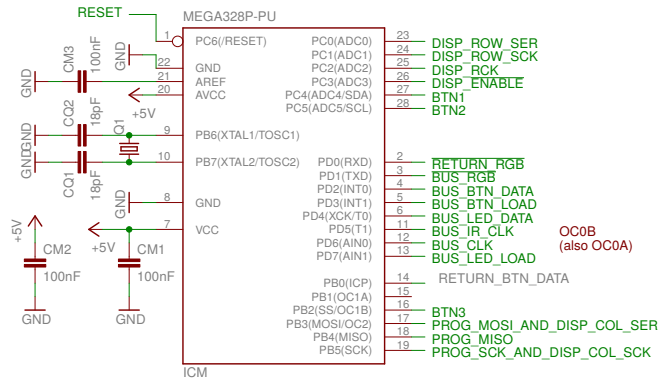 RESET
MEGA328P-PU
1 PC6(/RESET) PC0(ADC0) 23 DISP_ROW_SER
PC1(ADC1) 24 DISP_ROW_SCK
GND 22 GND PC2(ADC2) 25 DISP_RCK
GND CM3 100nF 21 AREF PC3(ADC3) 26 DISP_ENABLE
+5V 20 AVCC PC4(ADC4/SDA) 27 BTN1
PC5(ADC5/SCL) 28 BTN2
GND CQ2 18pF Q1 9 PB6(XTAL1/TOSC1)
GND CQ1 18pF 10 PB7(XTAL2/TOSC2) PD0(RXD) 2 RETURN_RGB
PD1(TXD) 3 BUS_RGB
PD2(INT0) 4 BUS_BTN_DATA
GND 8 GND PD3(INT1) 5 BUS_BTN_LOAD
PD4(XCK/T0) 6 BUS_LED_DATA
+5V +5V 7 VCC PD5(T1) 11 BUS_IR_CLK OC0B
PD6(AIN0) 12 BUS_CLK (also OC0A)
PD7(AIN1) 13 BUS_LED_LOAD
CM2 100nF CM1 100nF
PB0(ICP) 14 RETURN_BTN_DATA
PB1(OC1A) 15
PB2(SS/OC1B) 16 BTN3
GND GND PB3(MOSI/OC2) 17 PROG_MOSI_AND_DISP_COL_SER
PB4(MISO) 18 PROG_MISO
PB5(SCK) 19 PROG_SCK_AND_DISP_COL_SCK
ICM